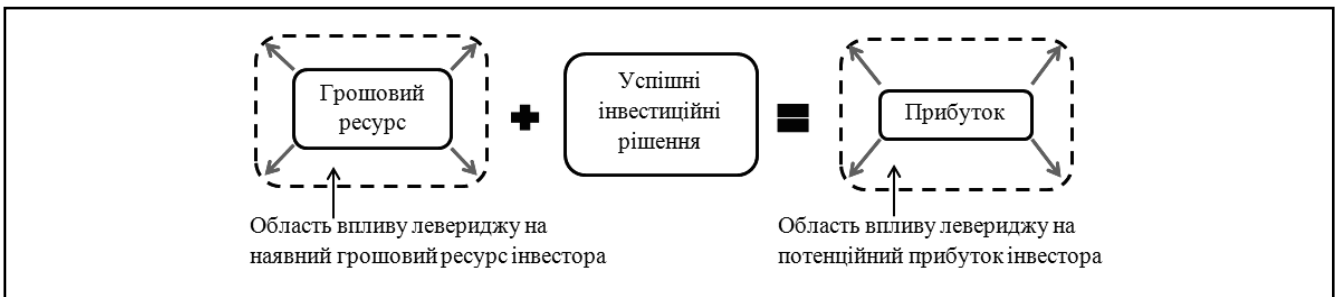 Грошовий
ресурс
Успішні
інвестиційні
рішення
Прибуток
Область впливу левериджу на
наявний грошовий ресурс інвестора
Область впливу левериджу на
потенційний прибуток інвестора